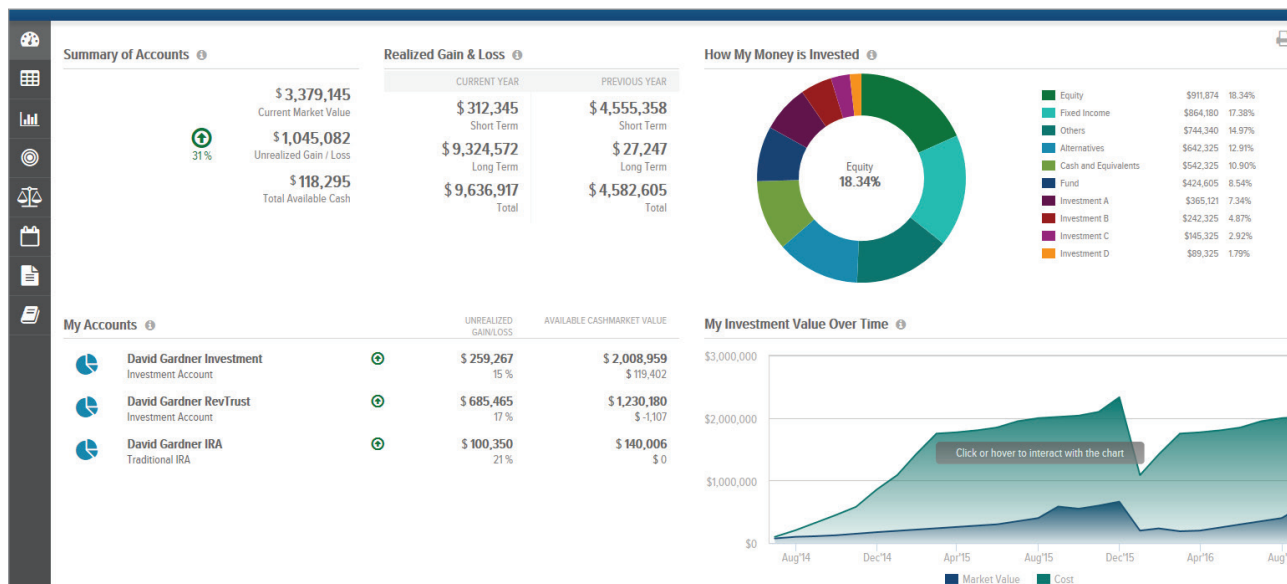 Summary of Accounts
$ 3,379,145
Current Market Value
31 %
$ 1,045,082
Unrealized Gain / Loss
$ 118,295
Total Available Cash
Realized Gain & Loss
CURRENT YEAR PREVIOUS YEAR
$ 312,345 $ 4,555,358
Short Term Short Term
$ 9,324,572 $ 27,247
Long Term Long Term
$ 9,636,917 $ 4,582,605
Total Total
How My Money is Invested
Equity
18.34%
Equity $911,874 18.34%
Fixed Income $864,180 17.38%
Others $744,340 14.97%
Alternatives $642,325 12.91%
Cash and Equivalents $542,325 10.90%
Fund $424,605 8.54%
Investment A $365,121 7.34%
Investment B $242,325 4.87%
Investment C $145,325 2.92%
Investment D $89,325 1.79%
My Accounts
UNREALIZED
GAIN/LOSS
AVAILABLE CASHMARKET VALUE
David Gardner Investment $ 259,267 $ 2,008,959
Investment Account 15 % $ 119,402
David Gardner RevTrust $ 685,465 $ 1,230,180
Investment Account 17 % $ -1,107
David Gardner IRA $ 100,350 $ 140,006
Traditional IRA 21 % $ 0
My Investment Value Over Time
$3,000,000
$2,000,000
$1,000,000
$0
Click or hover to interact with the chart
Aug'14 Dec'14 Apr'15 Aug'15 Dec'15 Apr'16 Aug'
Market Value Cost